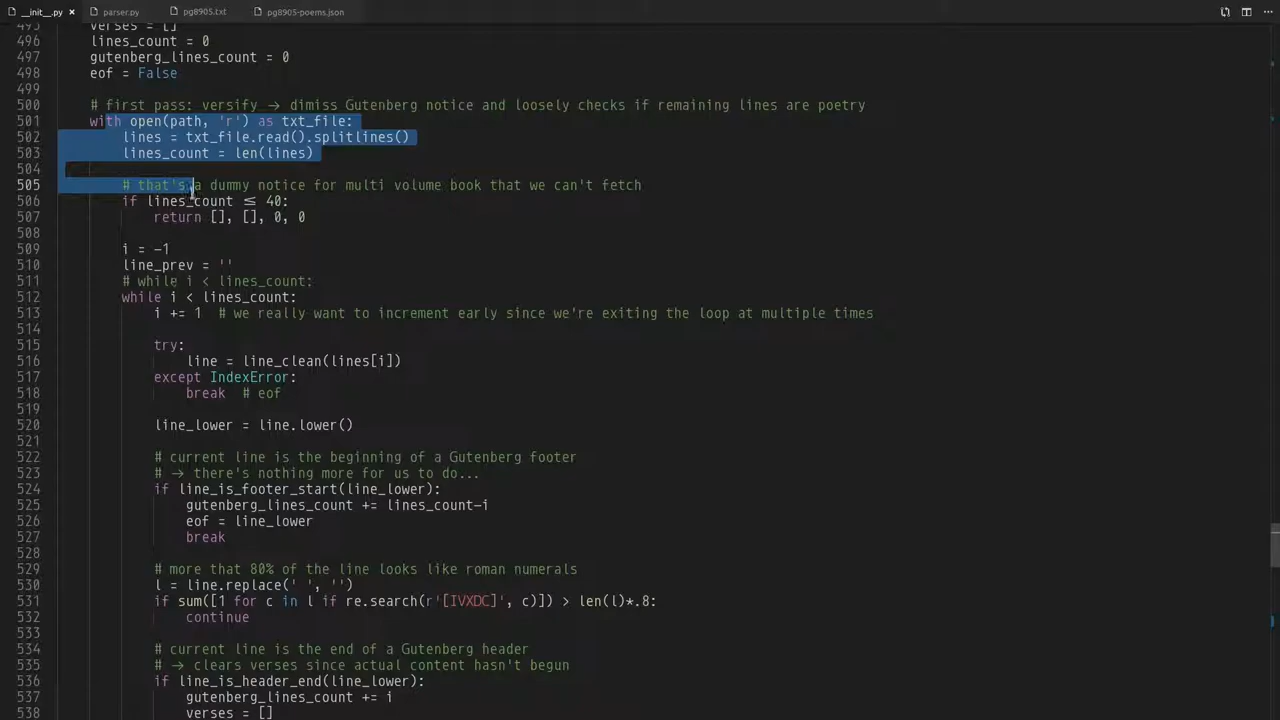 __init__.py × parser.py pg8905.txt pg8905-poems.json
495 verses = []
496 lines_count = 0
497 gutenberg_lines_count = 0
498 eof = False
499
500 # first pass: versify → dimiss Gutenberg notice and loosely checks if remaining lines are poetry
501 with open(path, 'r') as txt_file:
502 lines = txt_file.read().splitlines()
503 lines_count = len(lines)
504
505 # that's a dummy notice for multi volume book that we can't fetch
506 if lines_count ≤ 40:
507 return [], [], 0, 0
508
509 i = -1
510 line_prev = ''
511 # while i < lines_count:
512 while i < lines_count:
513 i += 1  # we really want to increment early since we're exiting the loop at multiple times
514
515 try:
516 line = line_clean(lines[i])
517 except IndexError:
518 break  # eof
519
520 line_lower = line.lower()
521
522 # current line is the beginning of a Gutenberg footer
523 # → there's nothing more for us to do...
524 if line_is_footer_start(line_lower):
525 gutenberg_lines_count += lines_count-i
526 eof = line_lower
527 break
528
529 # more that 80% of the line looks like roman numerals
530 l = line.replace(' ', '')
531 if sum([1 for c in l if re.search(r'[IVXDC]', c)]) > len(l)*.8:
532 continue
533
534 # current line is the end of a Gutenberg header
535 # → clears verses since actual content hasn't begun
536 if line_is_header_end(line_lower):
537 gutenberg_lines_count += i
538 verses = []